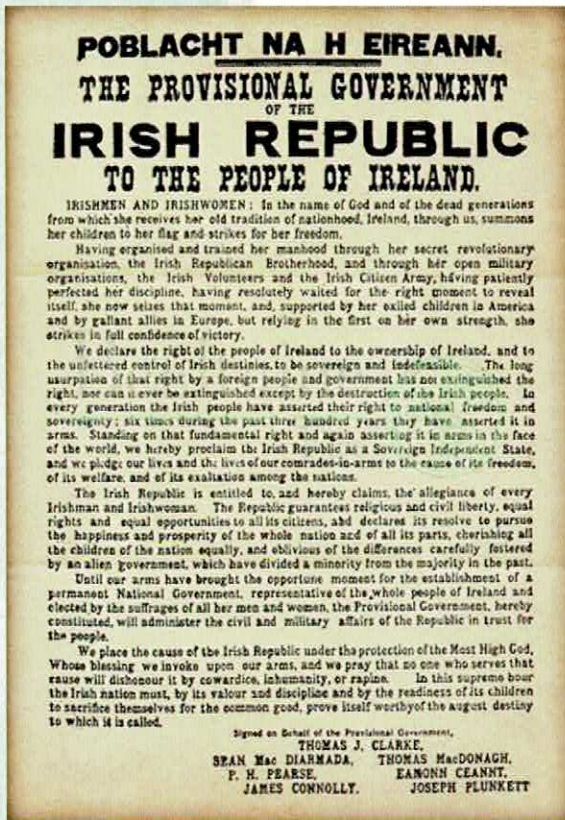 POBLACHT NA H EIREANN.
THE PROVISIONAL GOVERNMENT
OF THE
IRISH REPUBLIC
TO THE PEOPLE OF IRELAND.
IRISHMEN AND IRISHWOMEN : In the name of God and of the dead generations
from which she receives her old tradition of nationhood, Ireland, through us, summons
her children to her flag and strikes for her freedom.
Having organised and trained her manhood through her secret revolutionary
organisation, the Irish Republican Brotherhood, and through her open military
organisations, the Irish Volunteers and the Irish Citizen Army, having patiently
perfected her discipline, having resolutely waited for the right moment to reveal
itself, she now seizes that moment, and, supported by her exiled children in America
and by gallant allies in Europe, but relying in the first on her own strength, she
strikes in full confidence of victory.
We declare the right of the people of Ireland to the ownership of Ireland, and to
the unfettered control of Irish destinies, to be sovereign and indefeasible. The long
usurpation of that right by a foreign people and government has not extinguished the
right, nor can it ever be extinguished except by the destruction of the Irish people. In
every generation the Irish people have asserted their right to national freedom and
sovereignty ; six times during the past three hundred years they have asserted it in
arms. Standing on that fundamental right and again asserting it in arms in the face
of the world, we hereby proclaim the Irish Republic as a Sovereign Independent State,
and we pledge our lives and the lives of our comrades-in-arms to the cause of its freedom,
of its welfare, and of its exaltation among the nations.
The Irish Republic is entitled to, and hereby claims, the allegiance of every
Irishman and Irishwoman. The Republic guarantees religious and civil liberty, equal
rights and equal opportunities to all its citizens, and declares its resolve to pursue
the happiness and prosperity of the whole nation and of all its parts, cherishing all
the children of the nation equally, and oblivious of the differences carefully fostered
by an alien government, which have divided a minority from the majority in the past.
Until our arms have brought the opportune moment for the establishment of a
permanent National Government, representative of the whole people of Ireland and
elected by the suffrages of all her men and women, the Provisional Government, hereby
constituted, will administer the civil and military affairs of the Republic in trust for
the people.
We place the cause of the Irish Republic under the protection of the Most High God,
Whose blessing we invoke upon our arms, and we pray that no one who serves that
cause will dishonour it by cowardice, inhumanity, or rapine. In this supreme hour
the Irish nation must, by its valour and discipline and by the readiness of its children
to sacrifice themselves for the common good, prove itself worthy of the august destiny
to which it is called.
Signed on Behalf of the Provisional Government,
THOMAS J. CLARKE,
SEAN Mac DIARMADA, THOMAS MacDONAGH,
P. H. PEARSE, EAMONN CEANNT,
JAMES CONNOLLY. JOSEPH PLUNKETT